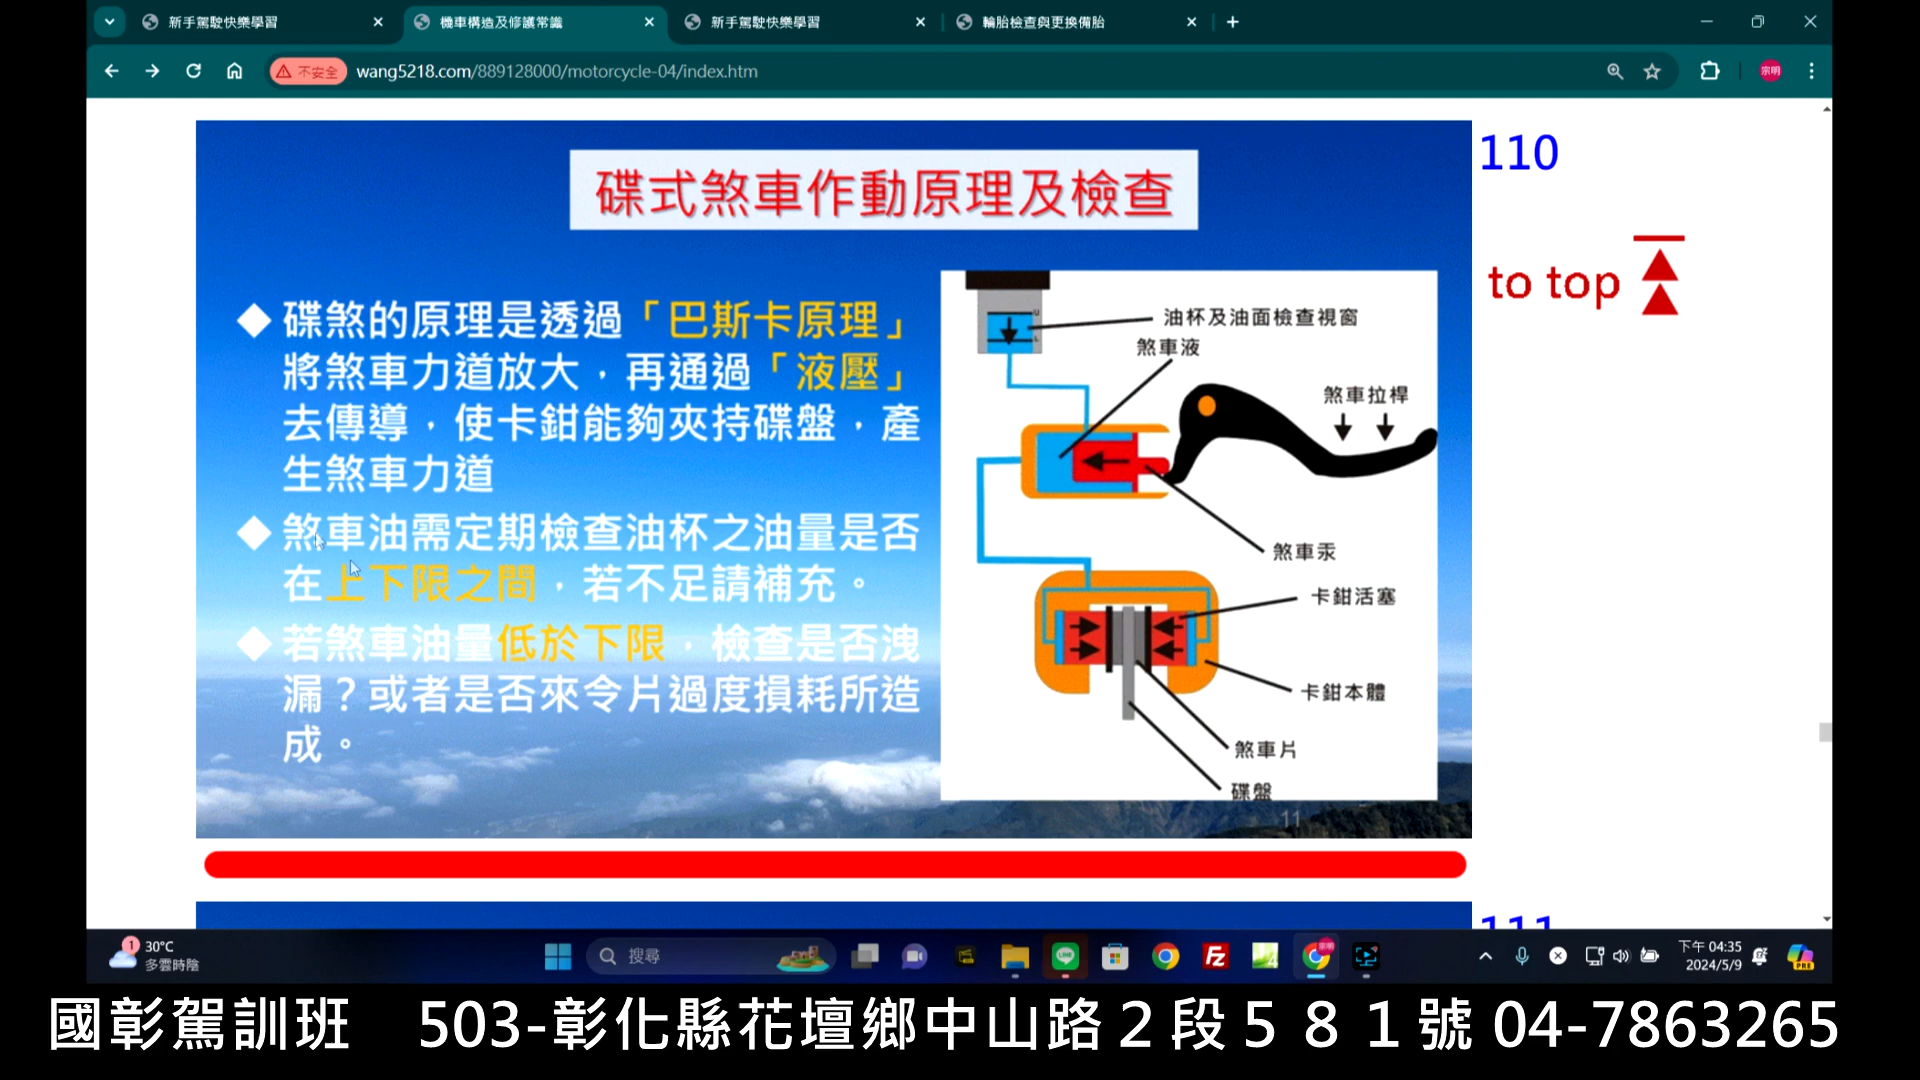 新手駕駛快樂學習
機車構造及修護常識
新手駕駛快樂學習
輪胎檢查與更換備胎
不安全
wang5218.com/889128000/motorcycle-04/index.htm
宗明
110
to top
碟式煞車作動原理及檢查
碟煞的原理是透過「巴斯卡原理」
將煞車力道放大，再通過「液壓」
去傳導，使卡鉗能夠夾持碟盤，產
生煞車力道
煞車油需定期檢查油杯之油量是否
在上下限之間，若不足請補充。
若煞車油量低於下限，檢查是否洩
漏？或者是否來令片過度損耗所造
成。
油杯及油面檢查視窗
煞車液
煞車拉桿
煞車汞
卡鉗活塞
卡鉗本體
煞車片
碟盤
11
111
1
30°C
多雲時陰
搜尋
下午 04:35
2024/5/9
國彰駕訓班 503-彰化縣花壇鄉中山路２段５８１號 04-7863265